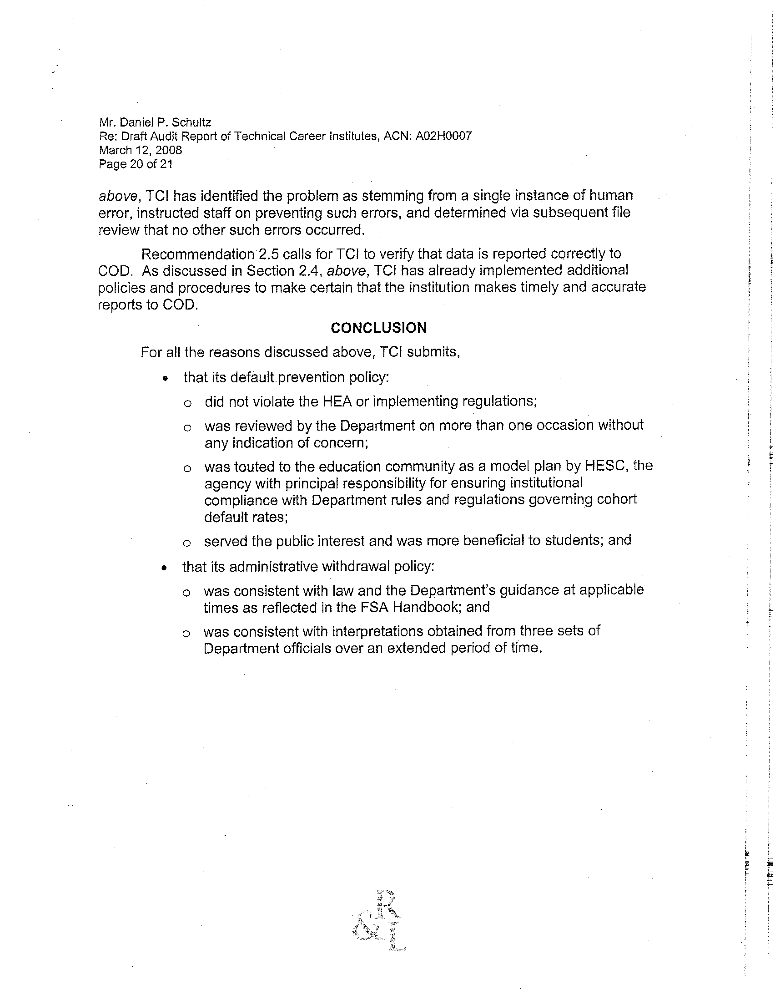 Mr. Daniel P. Schultz
Re: Draft Audit Report of Technical Career Institutes, ACN: A02H0007
March 12, 2008
Page 20 of 21
above, TCI has identified the problem as stemming from a single instance of human
error, instructed staff on preventing such errors, and determined via subsequent file
review that no other such errors occurred.
Recommendation 2.5 calls for TCI to verify that data is reported correctly to
COD. As discussed in Section 2.4, above, TCI has already implemented additional
policies and procedures to make certain that the institution makes timely and accurate
reports to COD.
CONCLUSION
For all the reasons discussed above, TCI submits,
• that its default prevention policy:
o did not violate the HEA or implementing regulations;
o was reviewed by the Department on more than one occasion without
any indication of concern;
o was touted to the education community as a model plan by HESC, the
agency with principal responsibility for ensuring institutional
compliance with Department rules and regulations governing cohort
default rates;
o served the public interest and was more beneficial to students; and
• that its administrative withdrawal policy:
o was consistent with law and the Department's guidance at applicable
times as reflected in the FSA Handbook; and
o was consistent with interpretations obtained from three sets of
Department officials over an extended period of time.
R
&L